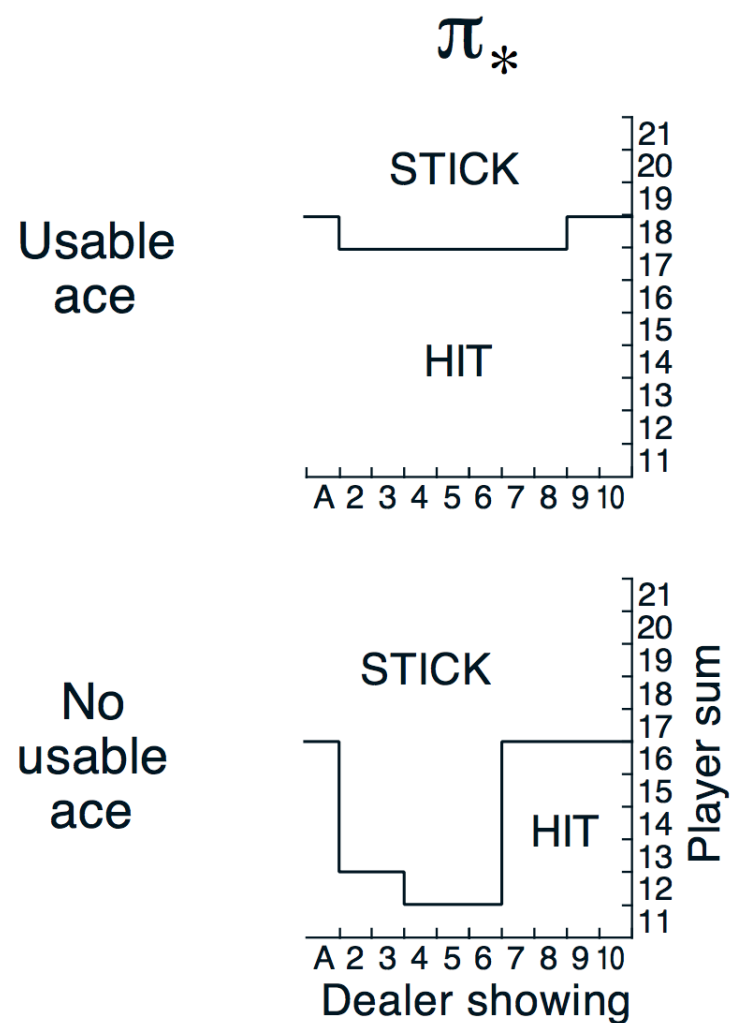 π*
STICK
Usable
ace
HIT
21
20
19
18
17
16
15
14
13
12
11
A 2 3 4 5 6 7 8 9 10
STICK
No
usable
ace
HIT
21
20
19
18
17
16
15
14
13
12
11
Player sum
A 2 3 4 5 6 7 8 9 10
Dealer showing